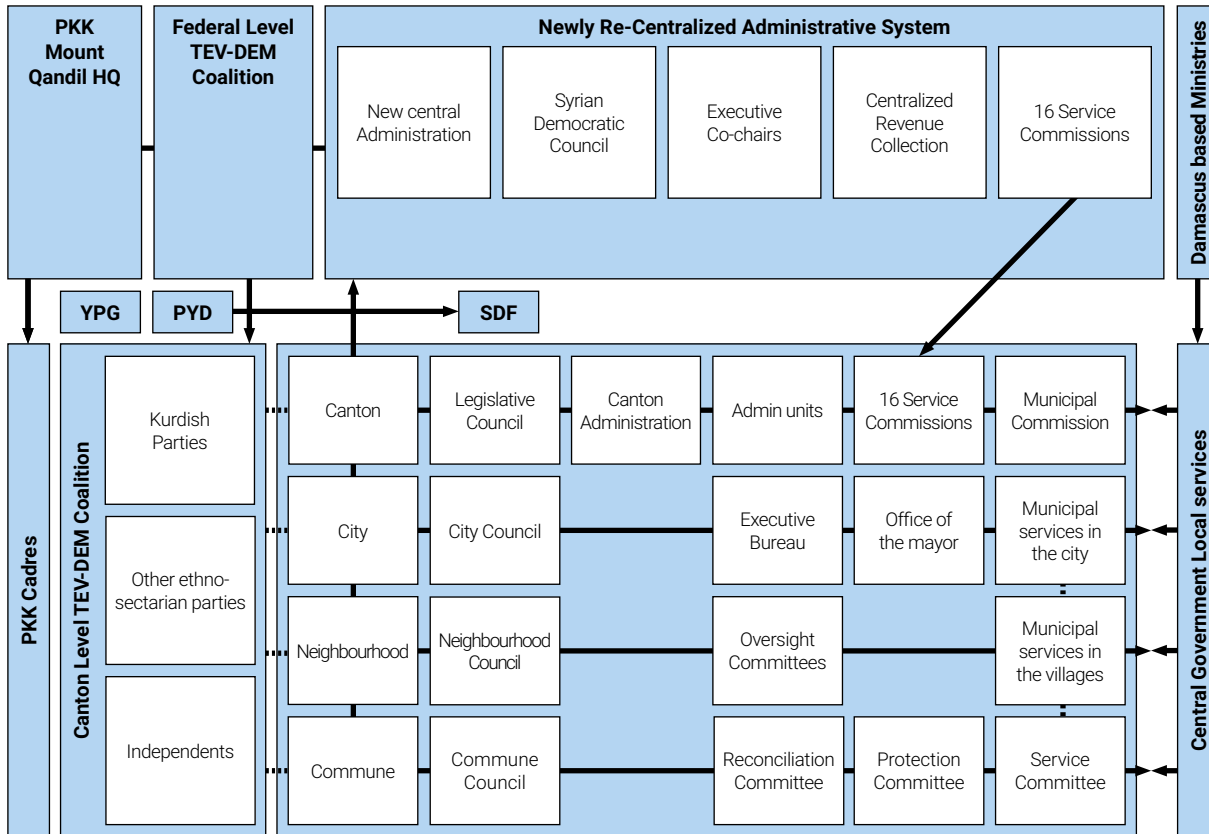 PKK
Mount
Qandil HQ
Federal Level
TEV-DEM
Coalition
Newly Re-Centralized Administrative System
New central
Administration
Syrian
Democratic
Council
Executive
Co-chairs
Centralized
Revenue
Collection
16 Service
Commissions
Damascus based Ministries
YPG
PYD
SDF
PKK Cadres
Canton Level TEV-DEM Coalition
Kurdish
Parties
Other ethno-
sectarian parties
Independents
Canton
Legislative
Council
Canton
Administration
Admin units
16 Service
Commissions
Municipal
Commission
City
City Council
Executive
Bureau
Office of
the mayor
Municipal
services in
the city
Neighbourhood
Neighbourhood
Council
Oversight
Committees
Municipal
services in
the villages
Commune
Commune
Council
Reconciliation
Committee
Protection
Committee
Service
Committee
Central Government Local services